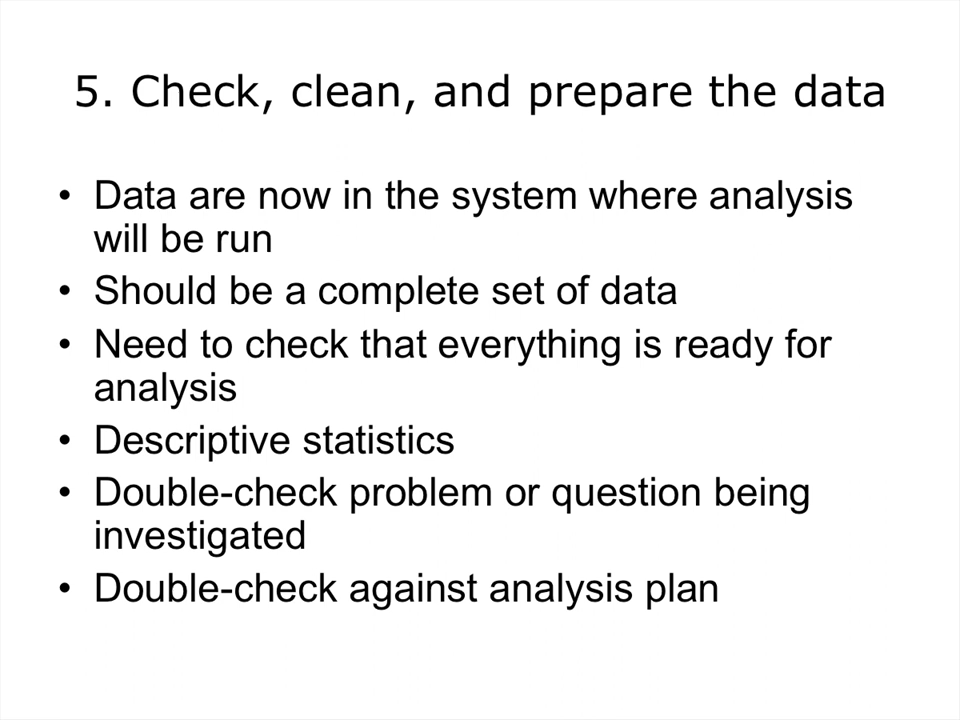 5. Check, clean, and prepare the data
• Data are now in the system where analysis
will be run
• Should be a complete set of data
• Need to check that everything is ready for
analysis
• Descriptive statistics
• Double-check problem or question being
investigated
• Double-check against analysis plan